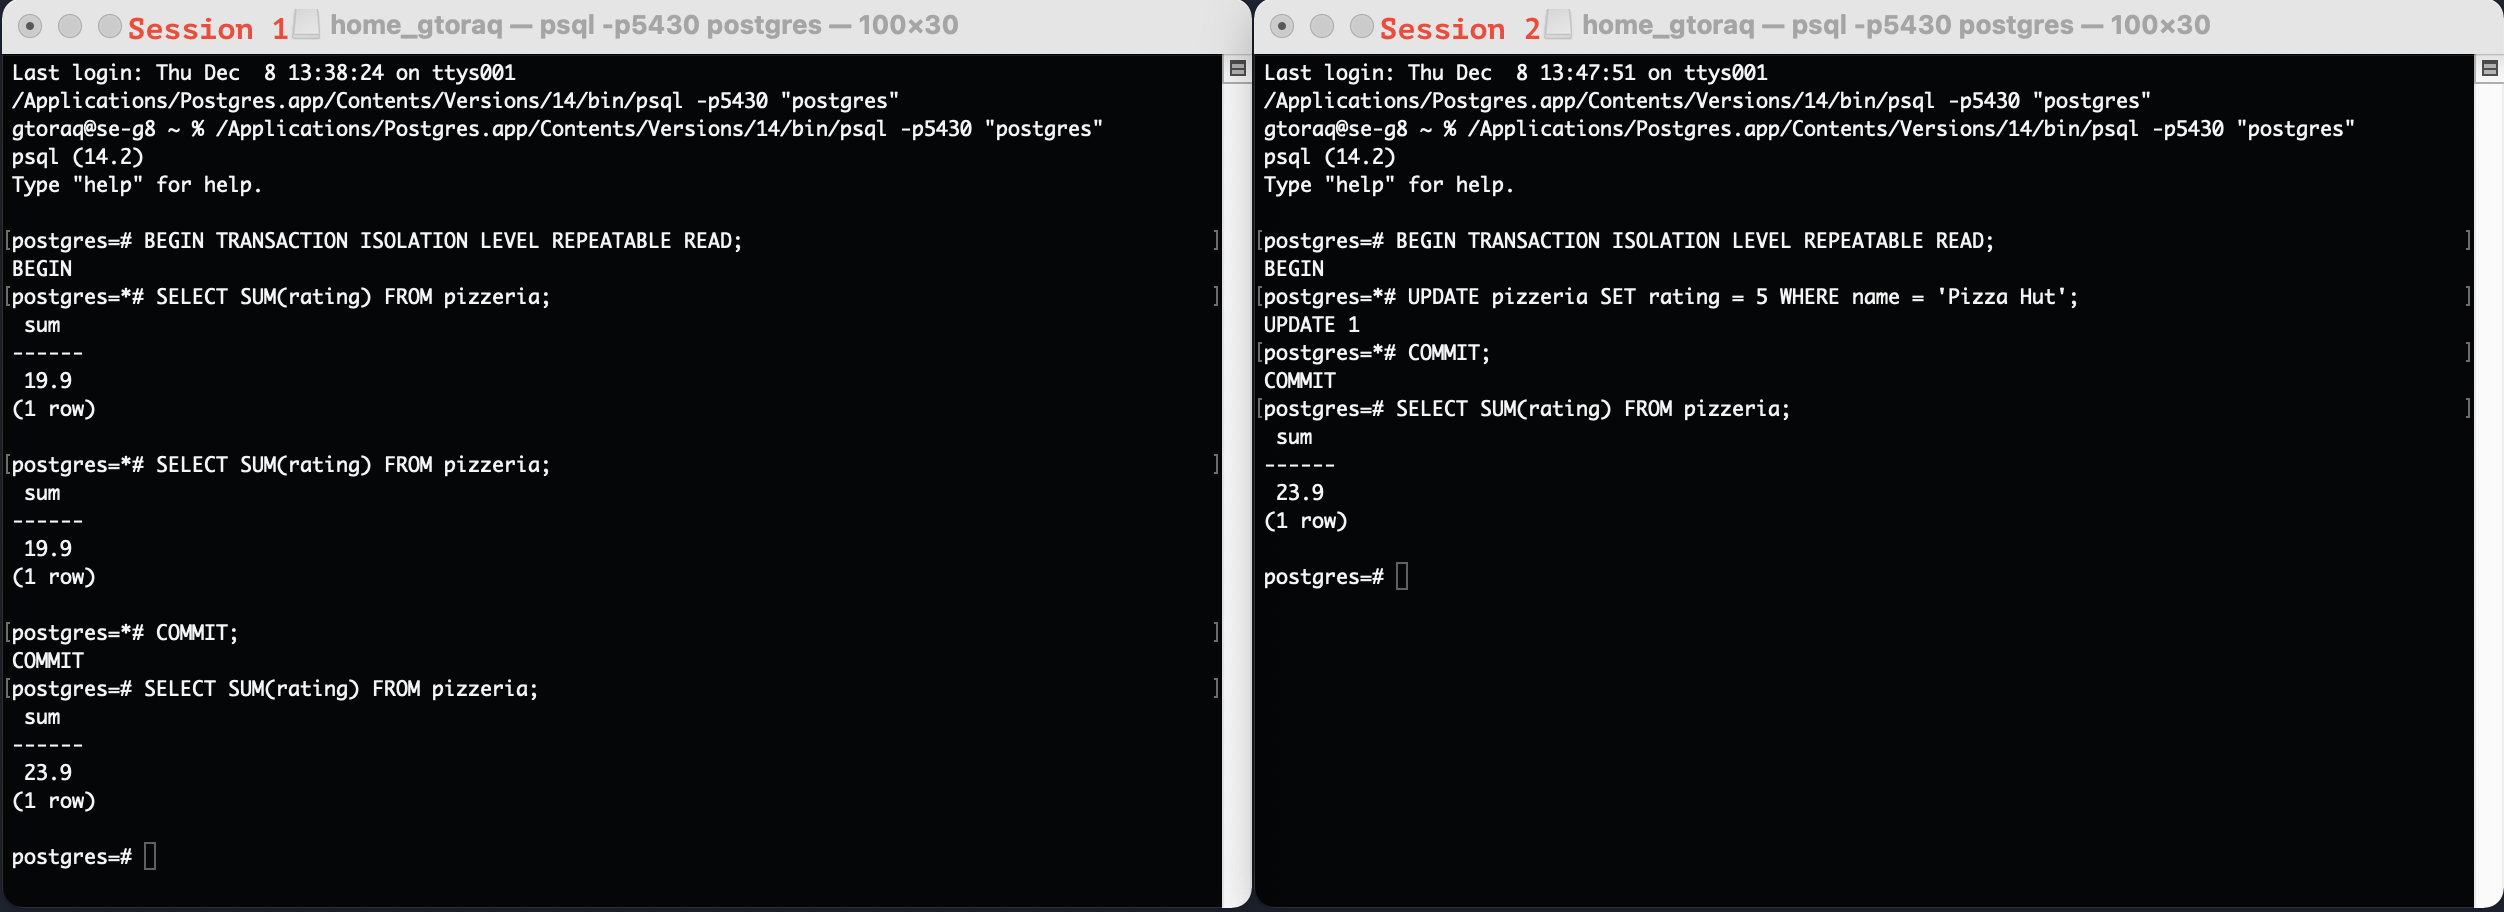 Session 1 home_gtoraq — psql -p5430 postgres — 100×30
Last login: Thu Dec  8 13:38:24 on ttys001
/Applications/Postgres.app/Contents/Versions/14/bin/psql -p5430 "postgres"
gtoraq@se-g8 ~ % /Applications/Postgres.app/Contents/Versions/14/bin/psql -p5430 "postgres"
psql (14.2)
Type "help" for help.
[postgres=# BEGIN TRANSACTION ISOLATION LEVEL REPEATABLE READ; ]
BEGIN
[postgres=*# SELECT SUM(rating) FROM pizzeria; ]
 sum
------
 19.9
(1 row)
[postgres=*# SELECT SUM(rating) FROM pizzeria; ]
 sum
------
 19.9
(1 row)
[postgres=*# COMMIT; ]
COMMIT
[postgres=# SELECT SUM(rating) FROM pizzeria; ]
 sum
------
 23.9
(1 row)
postgres=#
Session 2 home_gtoraq — psql -p5430 postgres — 100×30
Last login: Thu Dec  8 13:47:51 on ttys001
/Applications/Postgres.app/Contents/Versions/14/bin/psql -p5430 "postgres"
gtoraq@se-g8 ~ % /Applications/Postgres.app/Contents/Versions/14/bin/psql -p5430 "postgres"
psql (14.2)
Type "help" for help.
[postgres=# BEGIN TRANSACTION ISOLATION LEVEL REPEATABLE READ; ]
BEGIN
[postgres=*# UPDATE pizzeria SET rating = 5 WHERE name = 'Pizza Hut'; ]
UPDATE 1
[postgres=*# COMMIT; ]
COMMIT
[postgres=# SELECT SUM(rating) FROM pizzeria; ]
 sum
------
 23.9
(1 row)
postgres=#